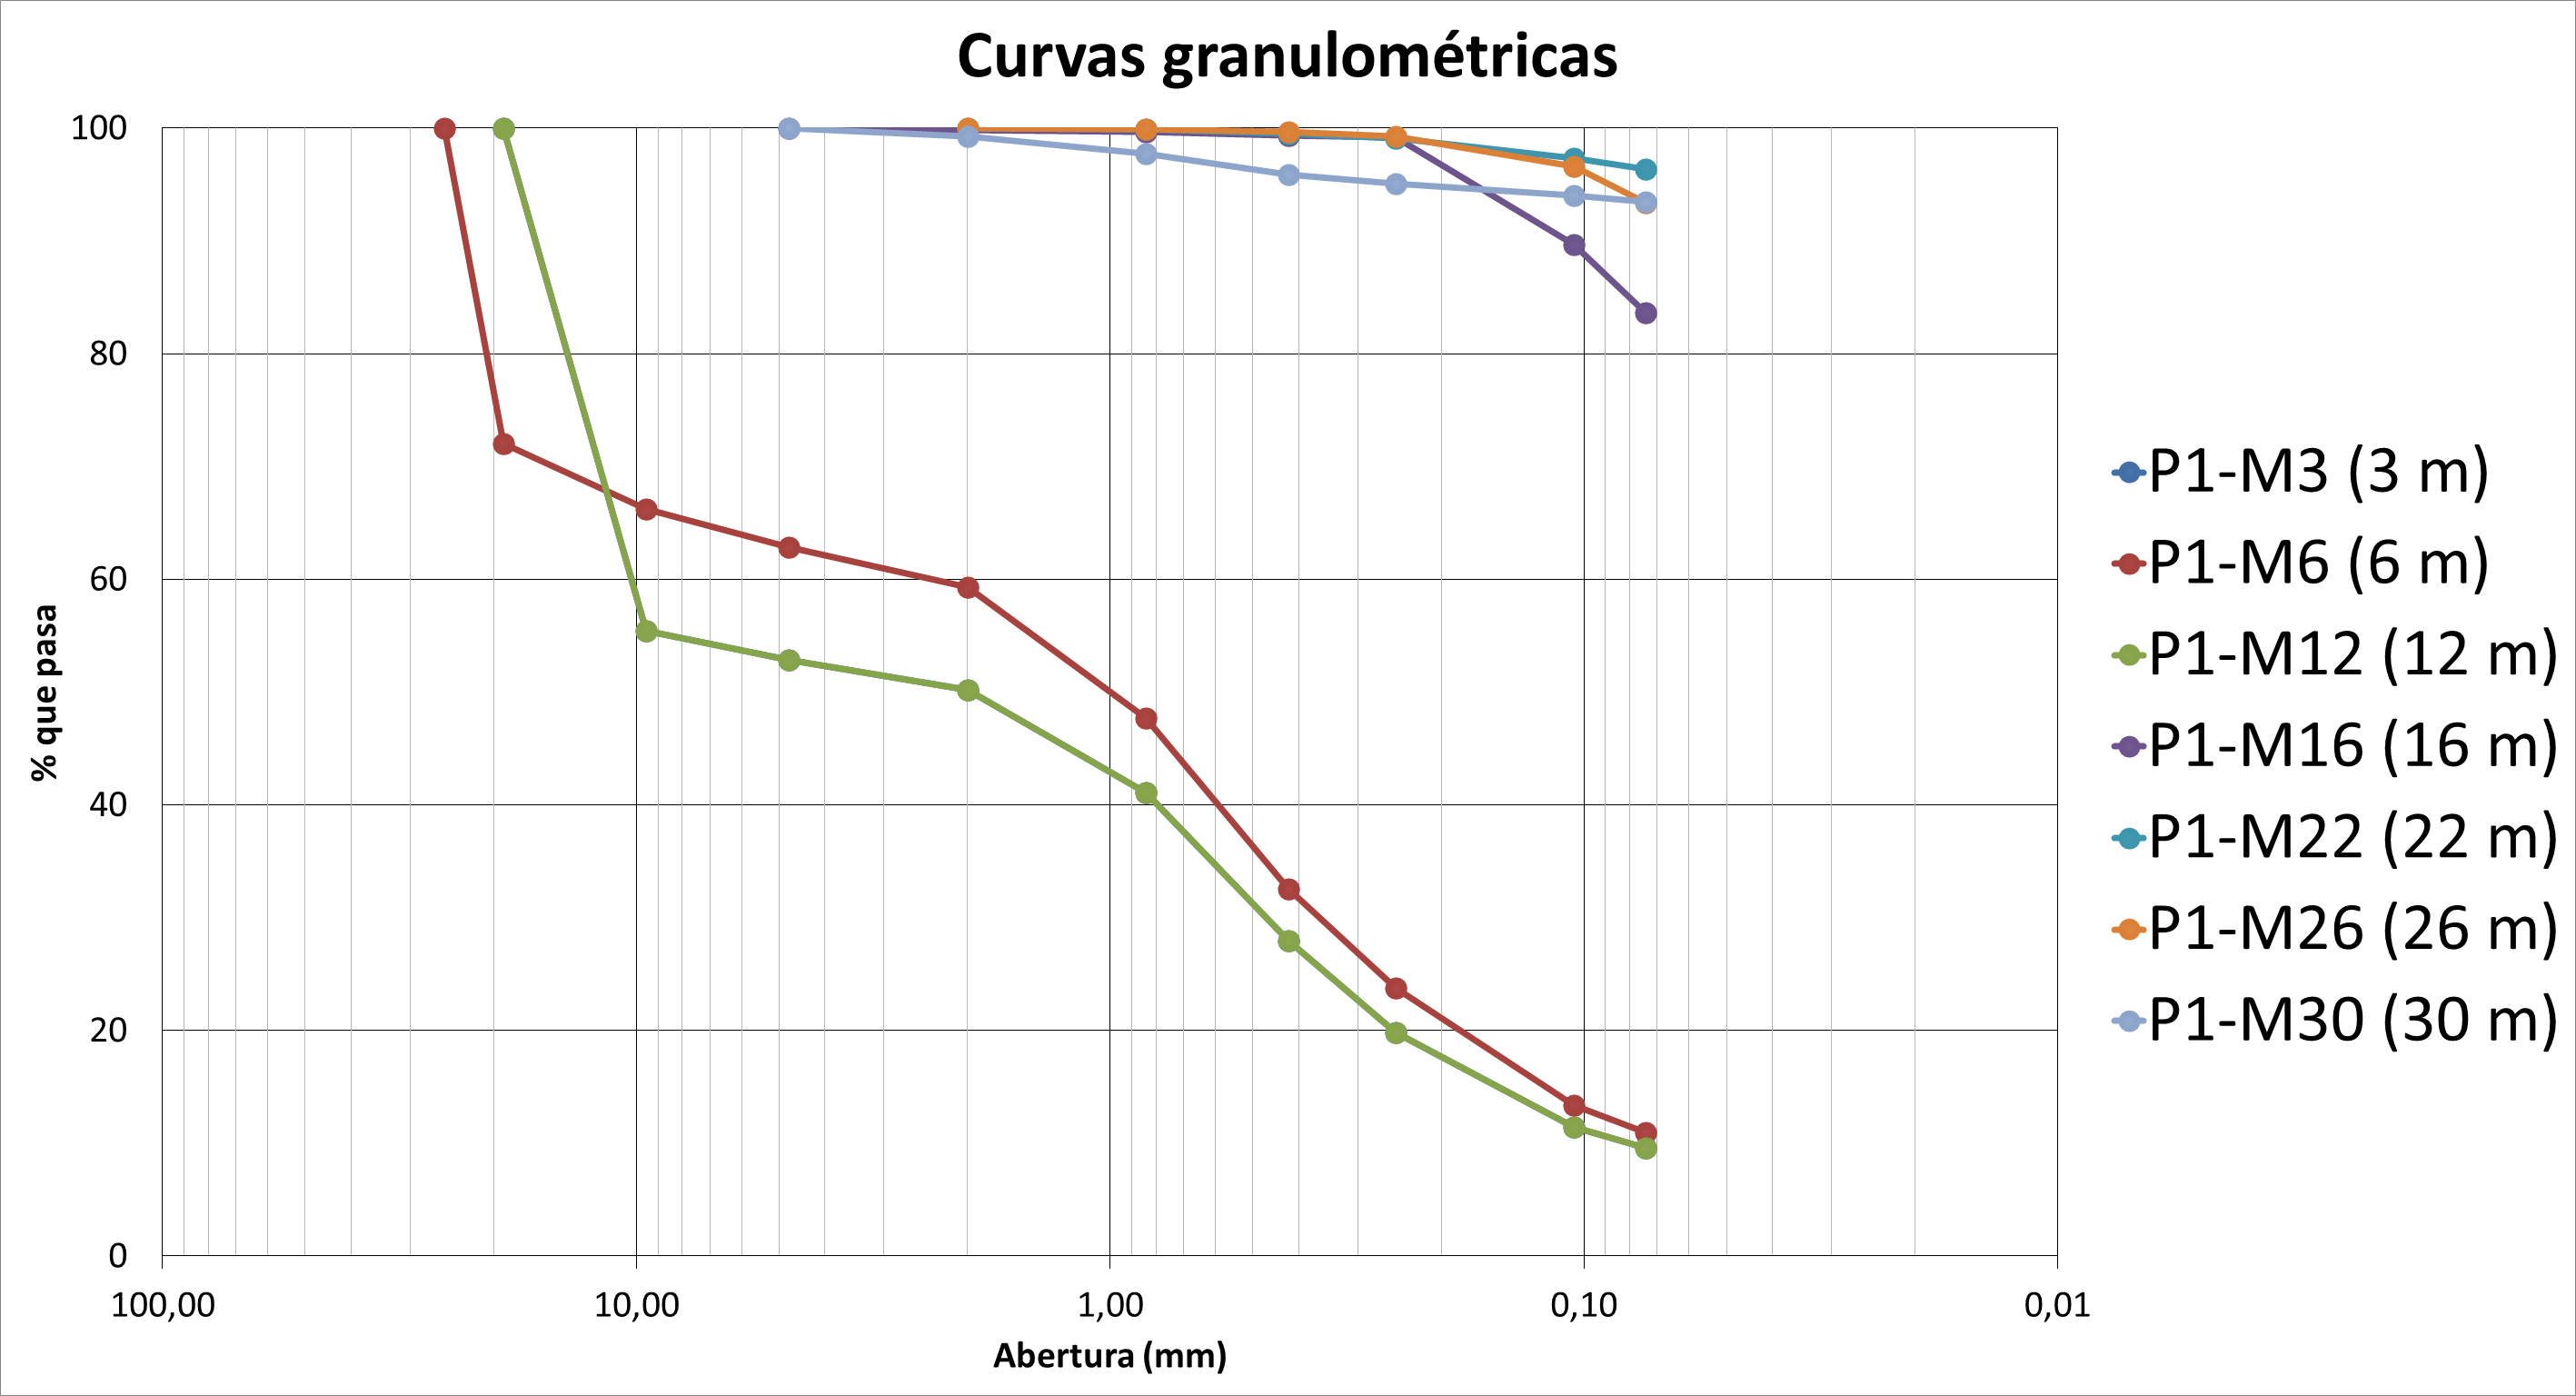 Curvas granulométricas
100
80
60
40
20
0
% que pasa
100,00 10,00 1,00 0,10 0,01
Abertura (mm)
P1-M3 (3 m)
P1-M6 (6 m)
P1-M12 (12 m)
P1-M16 (16 m)
P1-M22 (22 m)
P1-M26 (26 m)
P1-M30 (30 m)